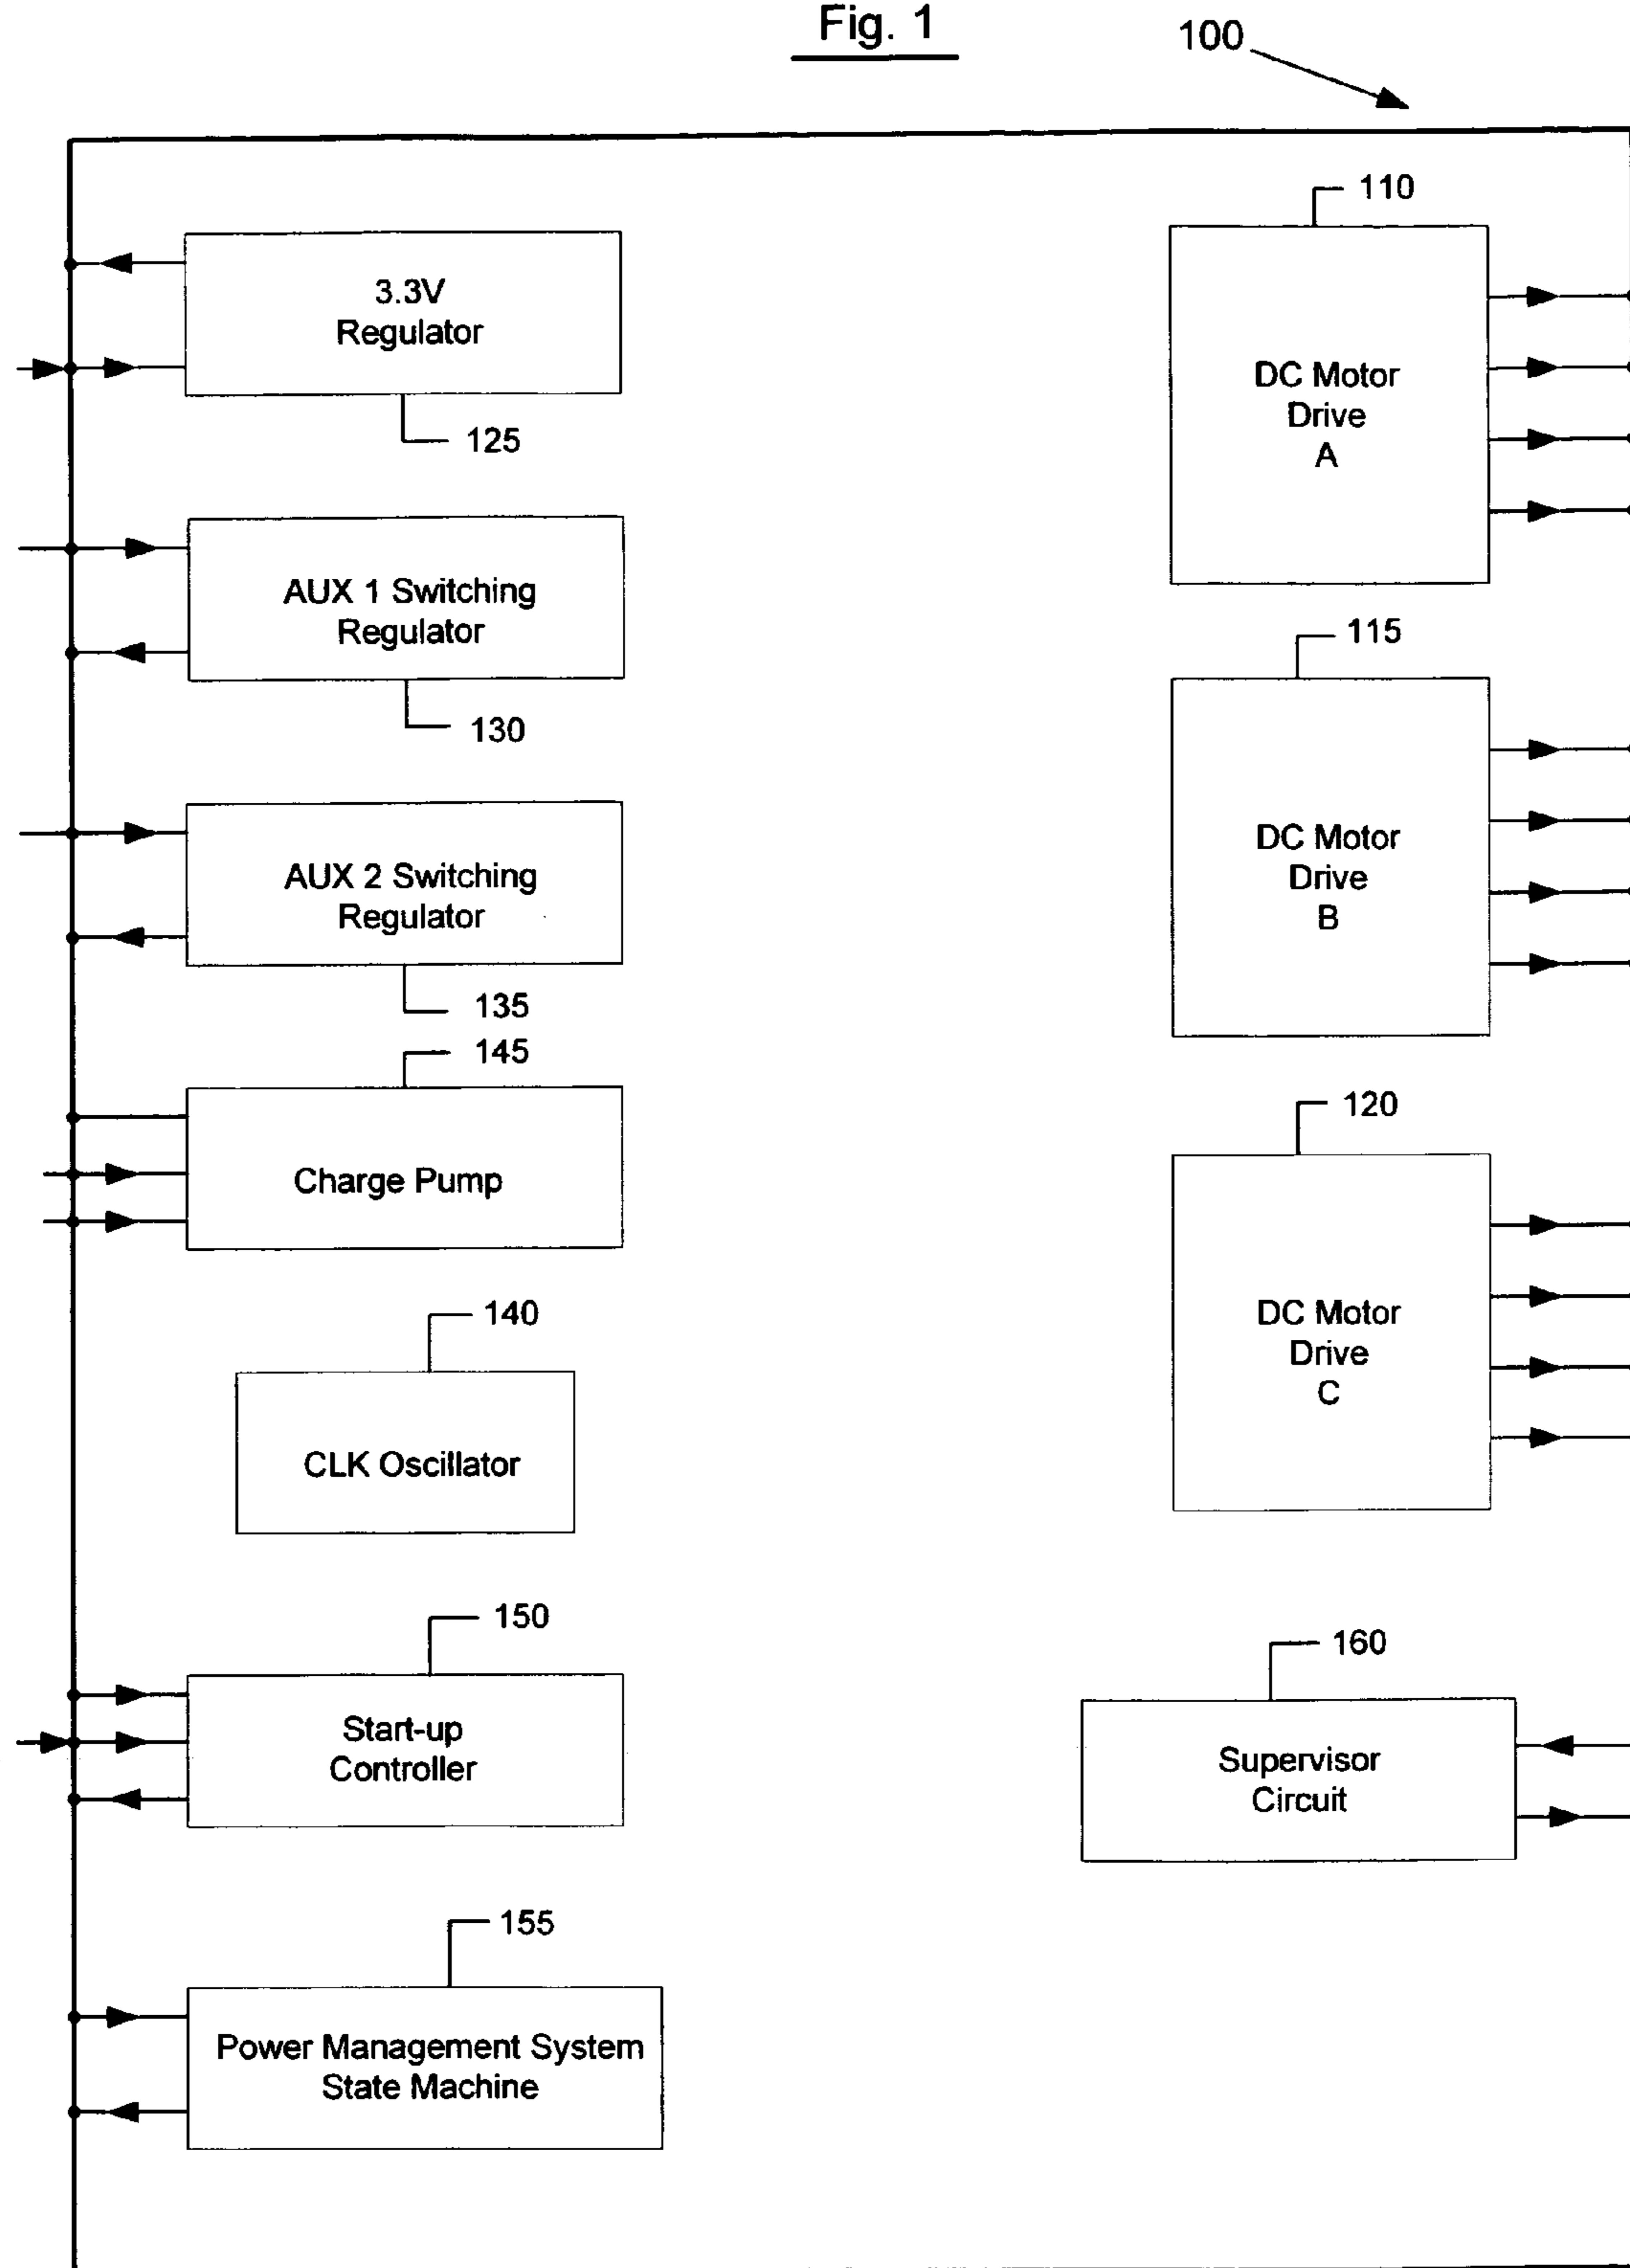 Fig. 1
100
110
3.3V
Regulator
125
DC Motor
Drive
A
AUX 1 Switching
Regulator
130
115
DC Motor
Drive
B
AUX 2 Switching
Regulator
135
145
Charge Pump
120
DC Motor
Drive
C
140
CLK Oscillator
150
Start-up
Controller
160
Supervisor
Circuit
155
Power Management System
State Machine